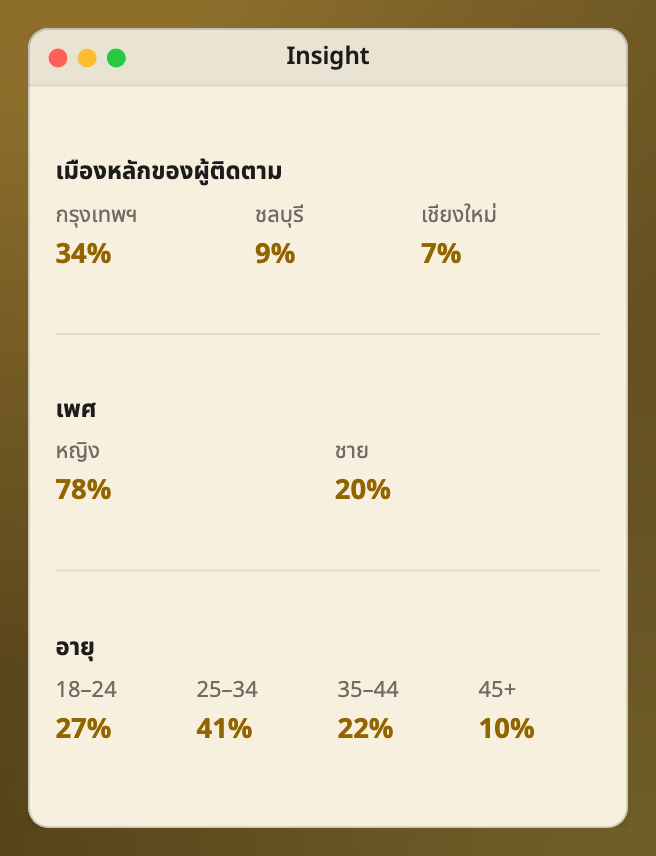 Insight
เมืองหลักของผู้ติดตาม
กรุงเทพฯ ชลบุรี เชียงใหม่
34% 9% 7%
เพศ
หญิง ชาย
78% 20%
อายุ
18–24 25–34 35–44 45+
27% 41% 22% 10%